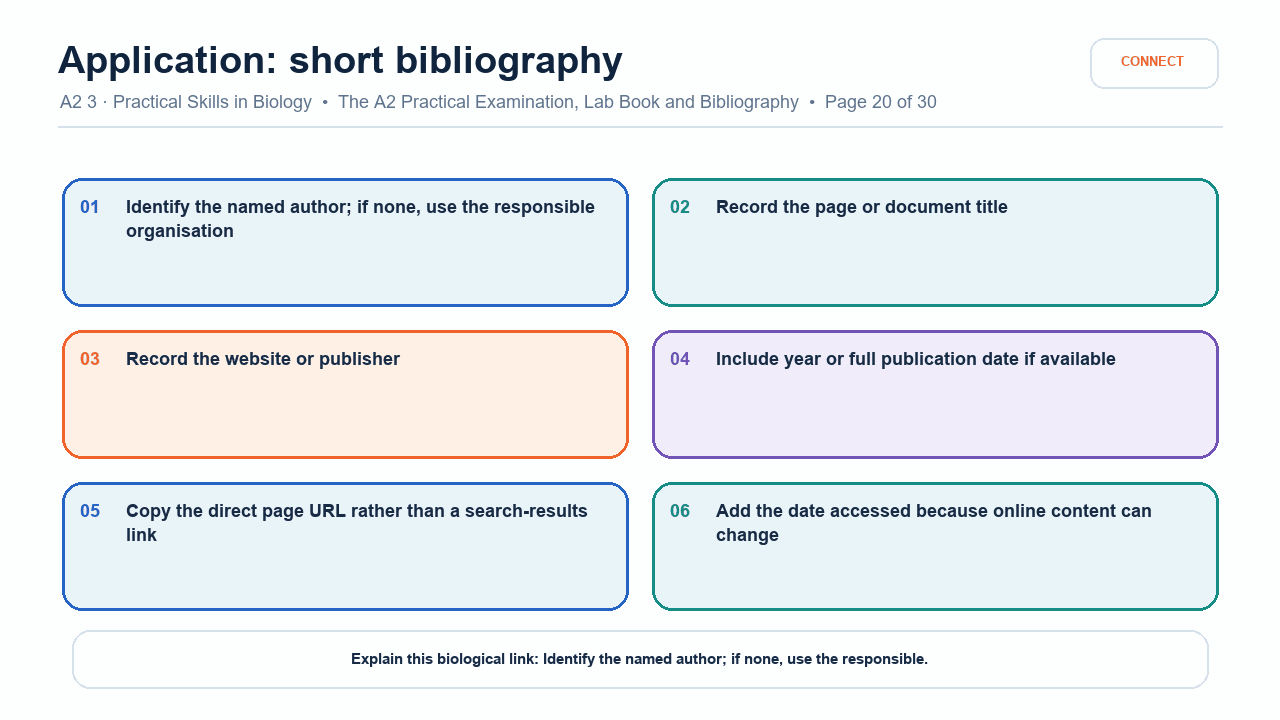 Application: short bibliography
CONNECT
A2 3 · Practical Skills in Biology • The A2 Practical Examination, Lab Book and Bibliography • Page 20 of 30
01 Identify the named author; if none, use the responsible
organisation
02 Record the page or document title
03 Record the website or publisher
04 Include year or full publication date if available
05 Copy the direct page URL rather than a search-results
link
06 Add the date accessed because online content can
change
Explain this biological link: Identify the named author; if none, use the responsible.